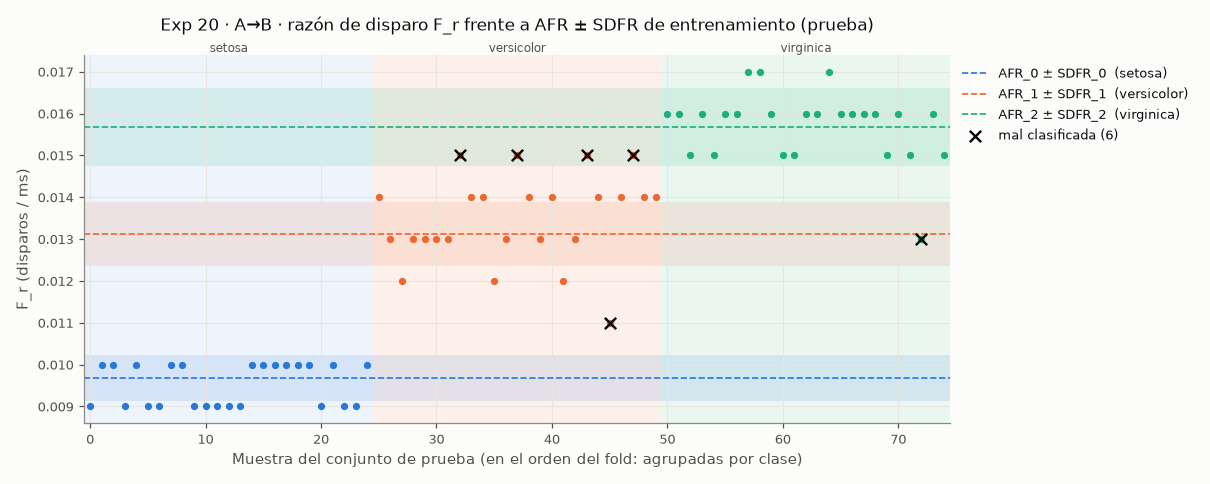 Exp 20 · A→B · razón de disparo F_r frente a AFR ± SDFR de entrenamiento (prueba)
setosa versicolor virginica
0.017
0.016
0.015
0.014
0.013
0.012
0.011
0.010
0.009
F_r (disparos / ms)
0 10 20 30 40 50 60 70
Muestra del conjunto de prueba (en el orden del fold: agrupadas por clase)
AFR_0 ± SDFR_0 (setosa)
AFR_1 ± SDFR_1 (versicolor)
AFR_2 ± SDFR_2 (virginica)
mal clasificada (6)